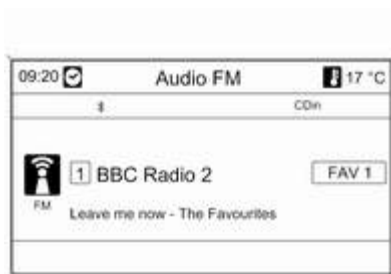 09:20 Audio FM 17 °C
CDin
1 BBC Radio 2 FAV 1
FM
Leave me now - The Favourites